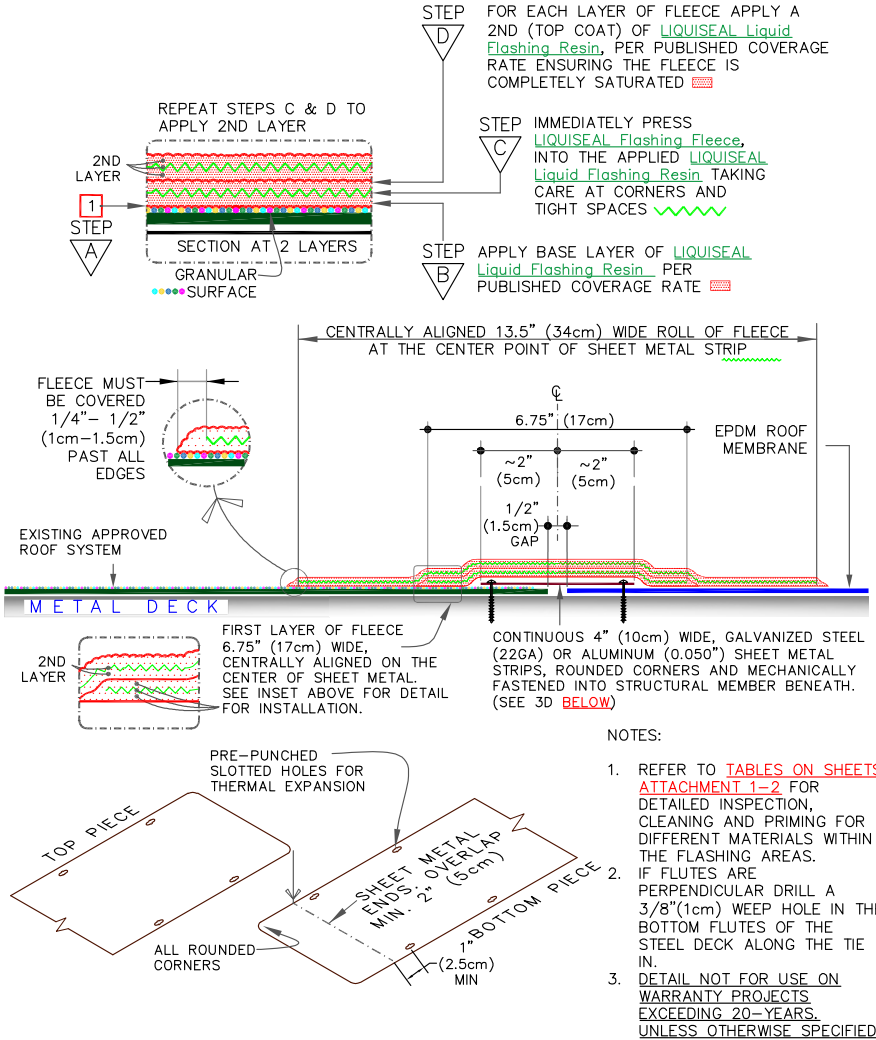 STEP
D
FOR EACH LAYER OF FLEECE APPLY A
2ND (TOP COAT) OF LIQUISEAL Liquid
Flashing Resin, PER PUBLISHED COVERAGE
RATE ENSURING THE FLEECE IS
COMPLETELY SATURATED
REPEAT STEPS C & D TO
APPLY 2ND LAYER
2ND
LAYER
1
STEP
A
SECTION AT 2 LAYERS
GRANULAR
SURFACE
STEP
C
IMMEDIATELY PRESS
LIQUISEAL Flashing Fleece,
INTO THE APPLIED LIQUISEAL
Liquid Flashing Resin TAKING
CARE AT CORNERS AND
TIGHT SPACES
STEP
B
APPLY BASE LAYER OF LIQUISEAL
Liquid Flashing Resin PER
PUBLISHED COVERAGE RATE
CENTRALLY ALIGNED 13.5" (34cm) WIDE ROLL OF FLEECE
AT THE CENTER POINT OF SHEET METAL STRIP
FLEECE MUST
BE COVERED
1/4"– 1/2"
(1cm–1.5cm)
PAST ALL
EDGES
℄
6.75" (17cm)
~2"
(5cm)
~2"
(5cm)
1/2"
(1.5cm)
GAP
EPDM ROOF
MEMBRANE
EXISTING APPROVED
ROOF SYSTEM
METAL DECK
2ND
LAYER
FIRST LAYER OF FLEECE
6.75" (17cm) WIDE,
CENTRALLY ALIGNED ON THE
CENTER OF SHEET METAL.
SEE INSET ABOVE FOR DETAIL
FOR INSTALLATION.
CONTINUOUS 4" (10cm) WIDE, GALVANIZED STEEL
(22GA) OR ALUMINUM (0.050") SHEET METAL
STRIPS, ROUNDED CORNERS AND MECHANICALLY
FASTENED INTO STRUCTURAL MEMBER BENEATH.
(SEE 3D BELOW)
PRE–PUNCHED
SLOTTED HOLES FOR
THERMAL EXPANSION
TOP PIECE
SHEET METAL
ENDS, OVERLAP
MIN. 2" (5cm)
BOTTOM PIECE
ALL ROUNDED
CORNERS
1"
(2.5cm)
MIN
NOTES:
1. REFER TO TABLES ON SHEETS
ATTACHMENT 1–2 FOR
DETAILED INSPECTION,
CLEANING AND PRIMING FOR
DIFFERENT MATERIALS WITHIN
THE FLASHING AREAS.
2. IF FLUTES ARE
PERPENDICULAR DRILL A
3/8"(1cm) WEEP HOLE IN THE
BOTTOM FLUTES OF THE
STEEL DECK ALONG THE TIE
IN.
3. DETAIL NOT FOR USE ON
WARRANTY PROJECTS
EXCEEDING 20–YEARS.
UNLESS OTHERWISE SPECIFIED